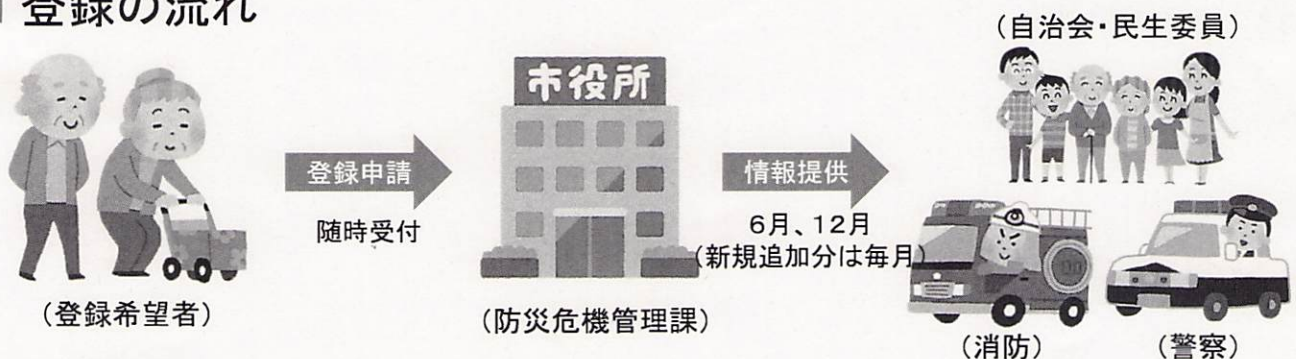 登録の流れ
(自治会・民生委員)
市役所
登録申請
随時受付
情報提供
6月、12月
(新規追加分は毎月)
(登録希望者)
(防災危機管理課)
(消防)
(警察)